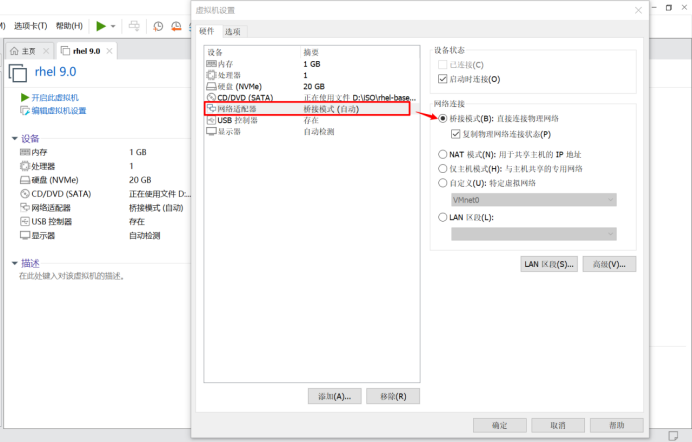 M) 选项卡(T) 帮助(H)
主页
rhel 9.0
rhel 9.0
开启此虚拟机
编辑虚拟机设置
设备
内存 1 GB
处理器 1
硬盘 (NVMe) 20 GB
CD/DVD (SATA) 正在使用文件 D:...
网络适配器 桥接模式 (自动)
USB 控制器 存在
显示器 自动检测
描述
在此处键入对该虚拟机的描述。
虚拟机设置
硬件 选项
设备 摘要
内存 1 GB
处理器 1
硬盘 (NVMe) 20 GB
CD/DVD (SATA) 正在使用文件 D:\ISO\rhel-base...
网络适配器 桥接模式 (自动)
USB 控制器 存在
显示器 自动检测
添加(A)... 移除(R)
设备状态
已连接(C)
启动时连接(O)
网络连接
桥接模式(B): 直接连接物理网络
复制物理网络连接状态(P)
NAT 模式(N): 用于共享主机的 IP 地址
仅主机模式(H): 与主机共享的专用网络
自定义(U): 特定虚拟网络
VMnet0
LAN 区段(L):
LAN 区段(S)... 高级(V)...
确定 取消 帮助